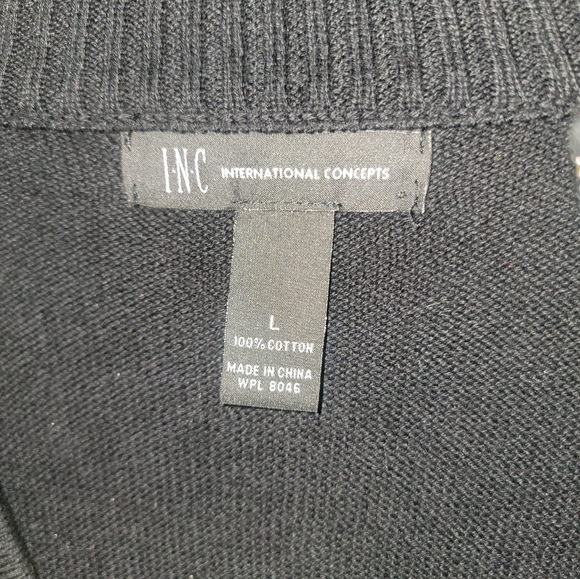 I·N·C INTERNATIONAL CONCEPTS
L
100% COTTON
MADE IN CHINA
WPL 8046